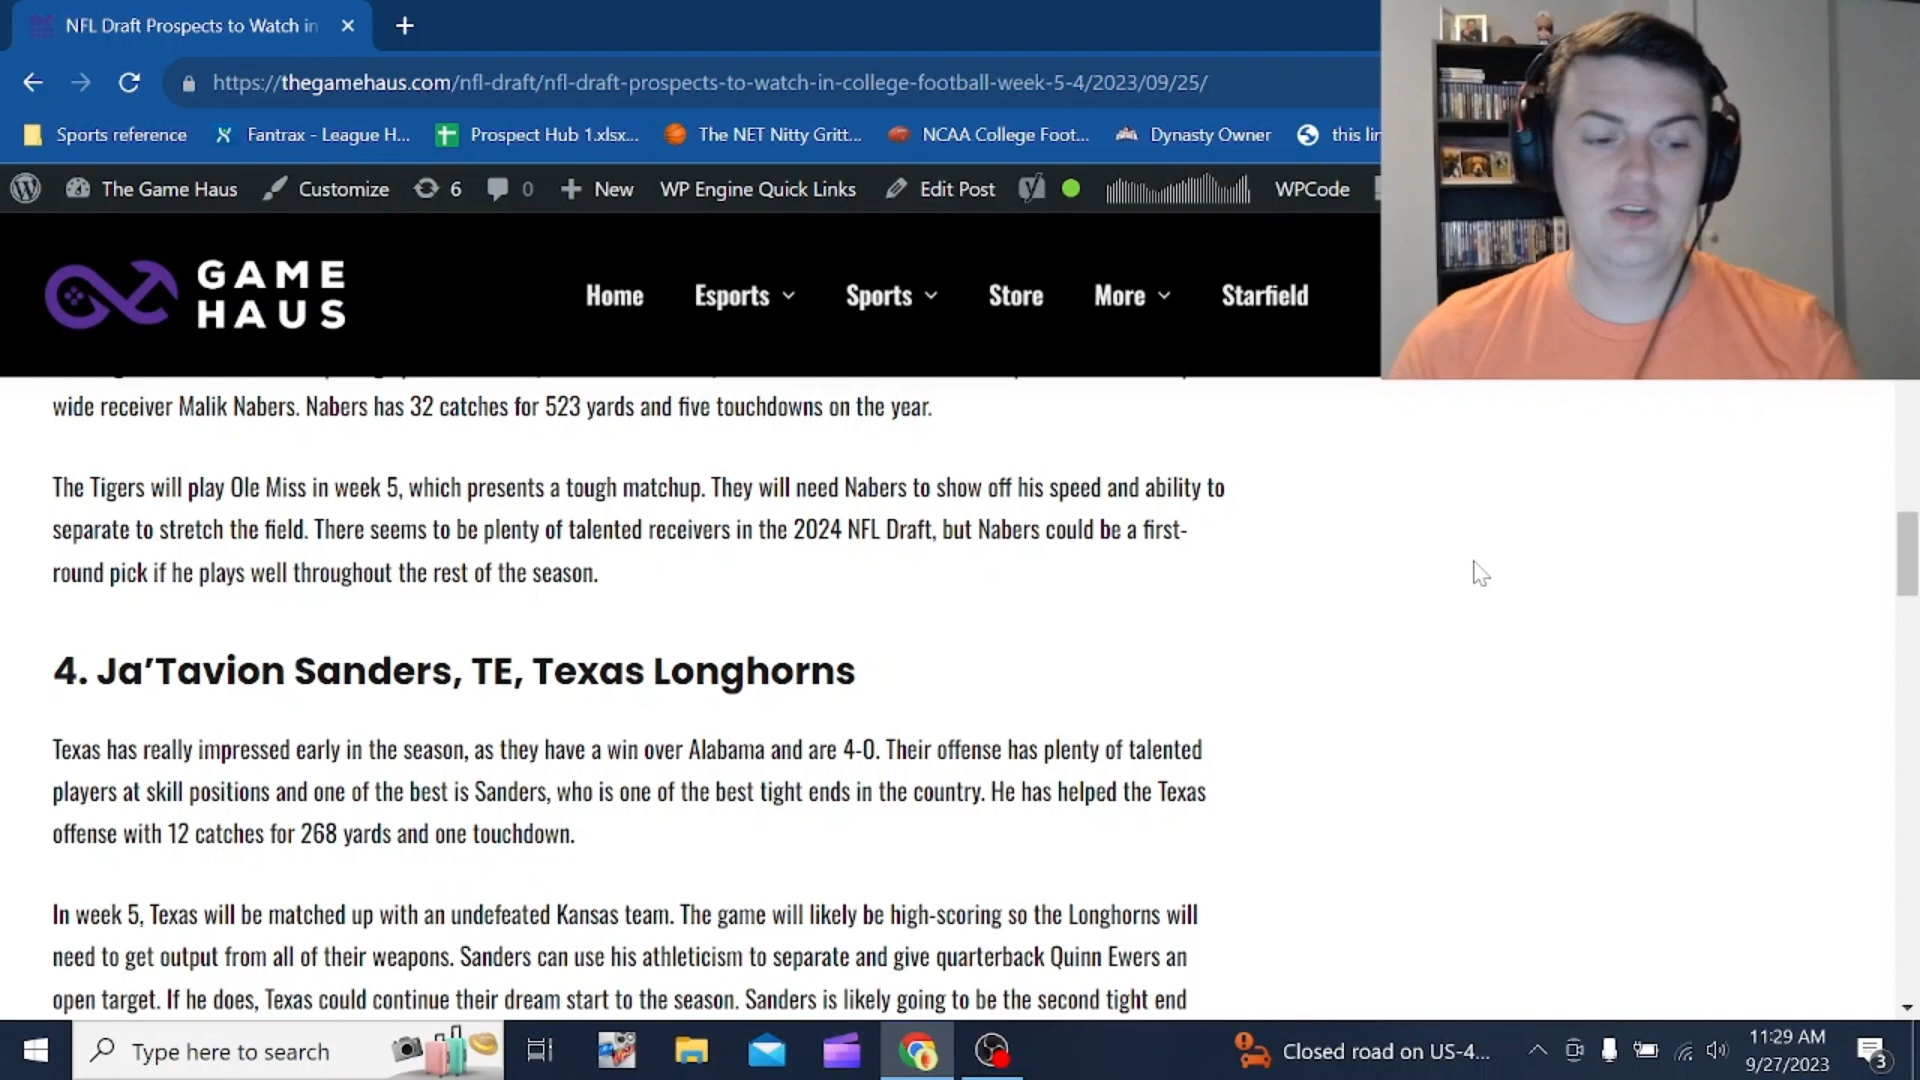 NFL Draft Prospects to Watch in
https://thegamehaus.com/nfl-draft/nfl-draft-prospects-to-watch-in-college-football-week-5-4/2023/09/25/
Sports reference Fantrax - League H... Prospect Hub 1.xlsx... The NET Nitty Gritt... NCAA College Foot... Dynasty Owner this lin
The Game Haus Customize 6 0 New WP Engine Quick Links Edit Post WPCode
GAME
HAUS
Home Esports Sports Store More Starfield
wide receiver Malik Nabers. Nabers has 32 catches for 523 yards and five touchdowns on the year.
The Tigers will play Ole Miss in week 5, which presents a tough matchup. They will need Nabers to show off his speed and ability to
separate to stretch the field. There seems to be plenty of talented receivers in the 2024 NFL Draft, but Nabers could be a first-
round pick if he plays well throughout the rest of the season.
4. Ja’Tavion Sanders, TE, Texas Longhorns
Texas has really impressed early in the season, as they have a win over Alabama and are 4-0. Their offense has plenty of talented
players at skill positions and one of the best is Sanders, who is one of the best tight ends in the country. He has helped the Texas
offense with 12 catches for 268 yards and one touchdown.
In week 5, Texas will be matched up with an undefeated Kansas team. The game will likely be high-scoring so the Longhorns will
need to get output from all of their weapons. Sanders can use his athleticism to separate and give quarterback Quinn Ewers an
open target. If he does, Texas could continue their dream start to the season. Sanders is likely going to be the second tight end
Type here to search Closed road on US-4... 11:29 AM
9/27/2023 3